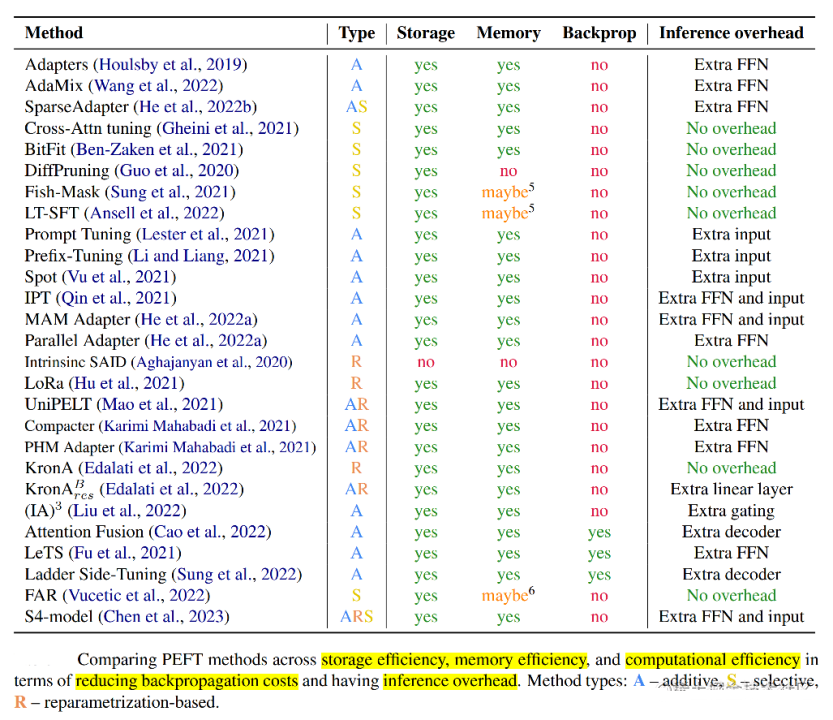 Method Type Storage Memory Backprop Inference overhead
Adapters (Houlsby et al., 2019) A yes yes no Extra FFN
AdaMix (Wang et al., 2022) A yes yes no Extra FFN
SparseAdapter (He et al., 2022b) AS yes yes no Extra FFN
Cross-Attn tuning (Gheini et al., 2021) S yes yes no No overhead
BitFit (Ben-Zaken et al., 2021) S yes yes no No overhead
DiffPruning (Guo et al., 2020) S yes no no No overhead
Fish-Mask (Sung et al., 2021) S yes maybe⁵ no No overhead
LT-SFT (Ansell et al., 2022) S yes maybe⁵ no No overhead
Prompt Tuning (Lester et al., 2021) A yes yes no Extra input
Prefix-Tuning (Li and Liang, 2021) A yes yes no Extra input
Spot (Vu et al., 2021) A yes yes no Extra input
IPT (Qin et al., 2021) A yes yes no Extra FFN and input
MAM Adapter (He et al., 2022a) A yes yes no Extra FFN and input
Parallel Adapter (He et al., 2022a) A yes yes no Extra FFN
Intrinsinc SAID (Aghajanyan et al., 2020) R no no no No overhead
LoRa (Hu et al., 2021) R yes yes no No overhead
UniPELT (Mao et al., 2021) AR yes yes no Extra FFN and input
Compacter (Karimi Mahabadi et al., 2021) AR yes yes no Extra FFN
PHM Adapter (Karimi Mahabadi et al., 2021) AR yes yes no Extra FFN
KronA (Edalati et al., 2022) R yes yes no No overhead
KronA^B_res (Edalati et al., 2022) AR yes yes no Extra linear layer
(IA)³ (Liu et al., 2022) A yes yes no Extra gating
Attention Fusion (Cao et al., 2022) A yes yes yes Extra decoder
LeTS (Fu et al., 2021) A yes yes yes Extra FFN
Ladder Side-Tuning (Sung et al., 2022) A yes yes yes Extra decoder
FAR (Vucetic et al., 2022) S yes maybe⁶ no No overhead
S4-model (Chen et al., 2023) ARS yes yes no Extra FFN and input
Comparing PEFT methods across storage efficiency, memory efficiency, and computational efficiency in
terms of reducing backpropagation costs and having inference overhead. Method types: A – additive, S – selective,
R – reparametrization-based.